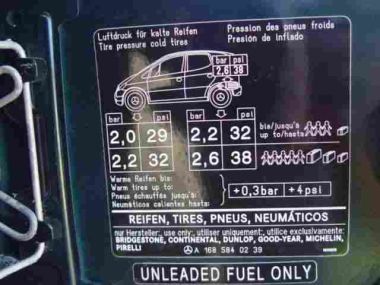 Luftdruck für kalte Reifen Pression des pneus froids
Tire pressure cold tires Presión de inflado
bar psi
2,6 38
bar psi bar psi
2,0 29 2,2 32 bis/jusqu'à
up to/hasta
2,2 32 2,6 38
Warme Reifen bis:
Warm tires up to:
Pneus échauffés jusqu'à:
Neumáticos calientes hasta:
+0,3bar +4psi
REIFEN, TIRES, PNEUS, NEUMÁTICOS
nur Hersteller:, use only:, utiliser uniquement:, utilice exclusivamente:
BRIDGESTONE, CONTINENTAL, DUNLOP, GOOD-YEAR, MICHELIN,
PIRELLI
A 168 584 02 39
UNLEADED FUEL ONLY